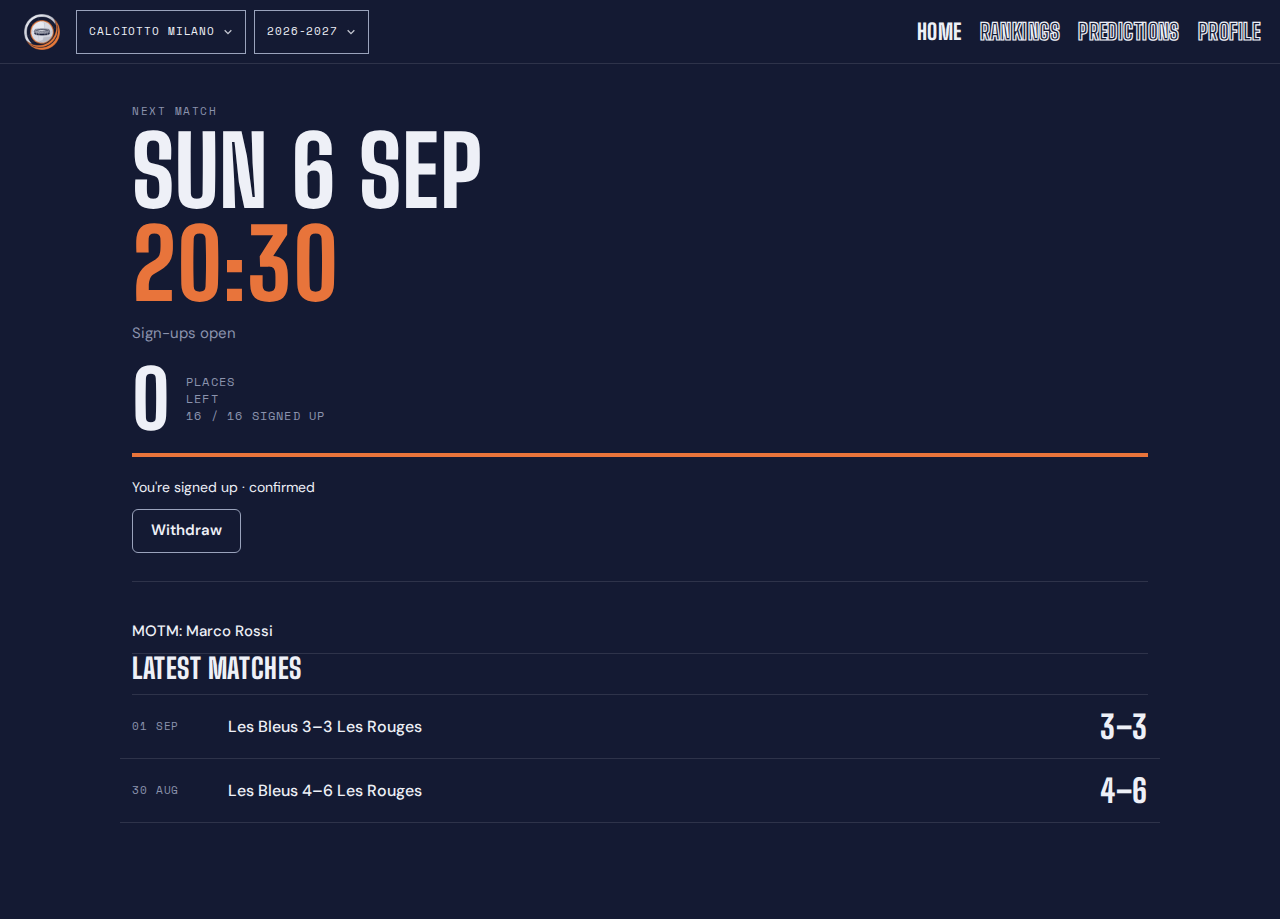 CALCIOTTO MILANO
2026-2027
HOME
RANKINGS
PREDICTIONS
PROFILE
NEXT MATCH
SUN 6 SEP
20:30
Sign-ups open
0
PLACES
LEFT
16 / 16 SIGNED UP
You're signed up · confirmed
Withdraw
MOTM: Marco Rossi
LATEST MATCHES
01 SEP
Les Bleus 3–3 Les Rouges
3–3
30 AUG
Les Bleus 4–6 Les Rouges
4–6